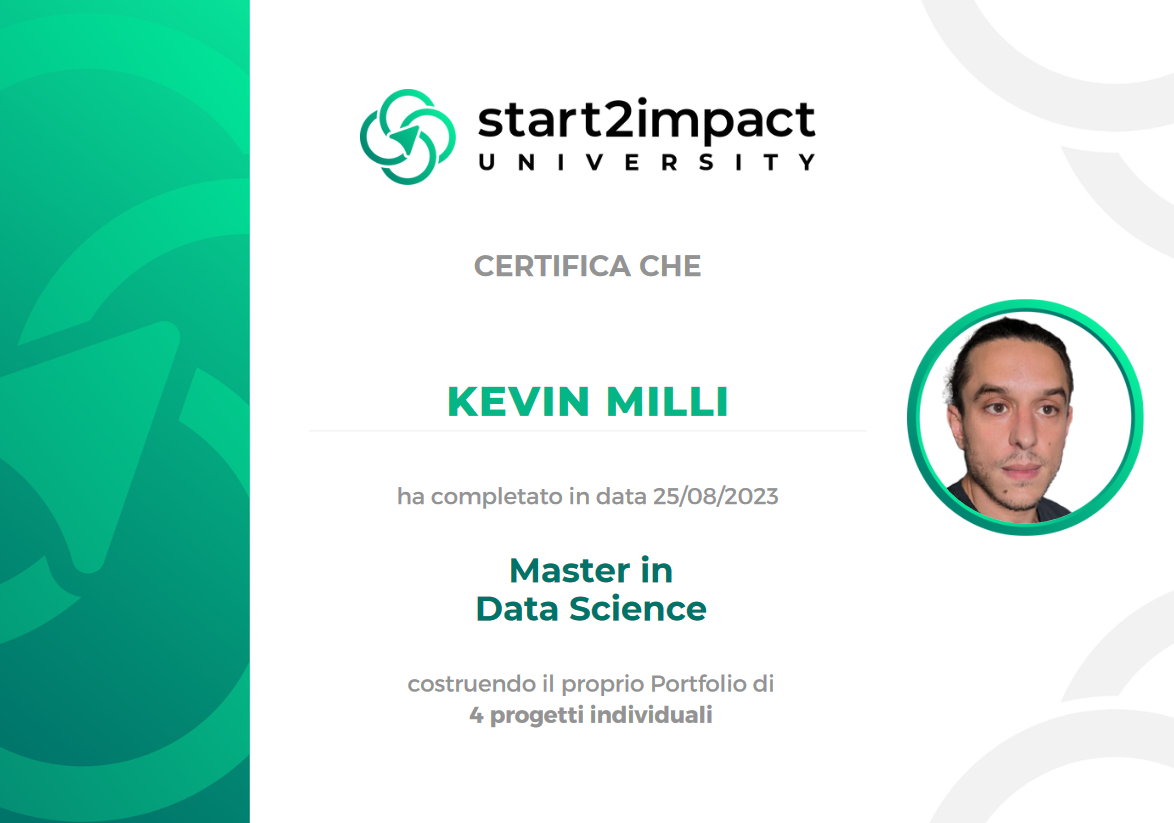 start2impact
UNIVERSITY
CERTIFICA CHE
KEVIN MILLI
ha completato in data 25/08/2023
Master in
Data Science
costruendo il proprio Portfolio di
4 progetti individuali